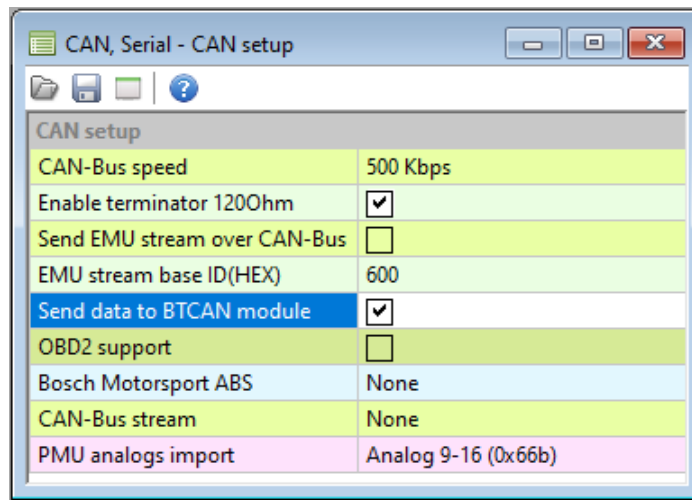 CAN, Serial - CAN setup
CAN setup
CAN-Bus speed 500 Kbps
Enable terminator 120Ohm
Send EMU stream over CAN-Bus
EMU stream base ID(HEX) 600
Send data to BTCAN module
OBD2 support
Bosch Motorsport ABS None
CAN-Bus stream None
PMU analogs import Analog 9-16 (0x66b)